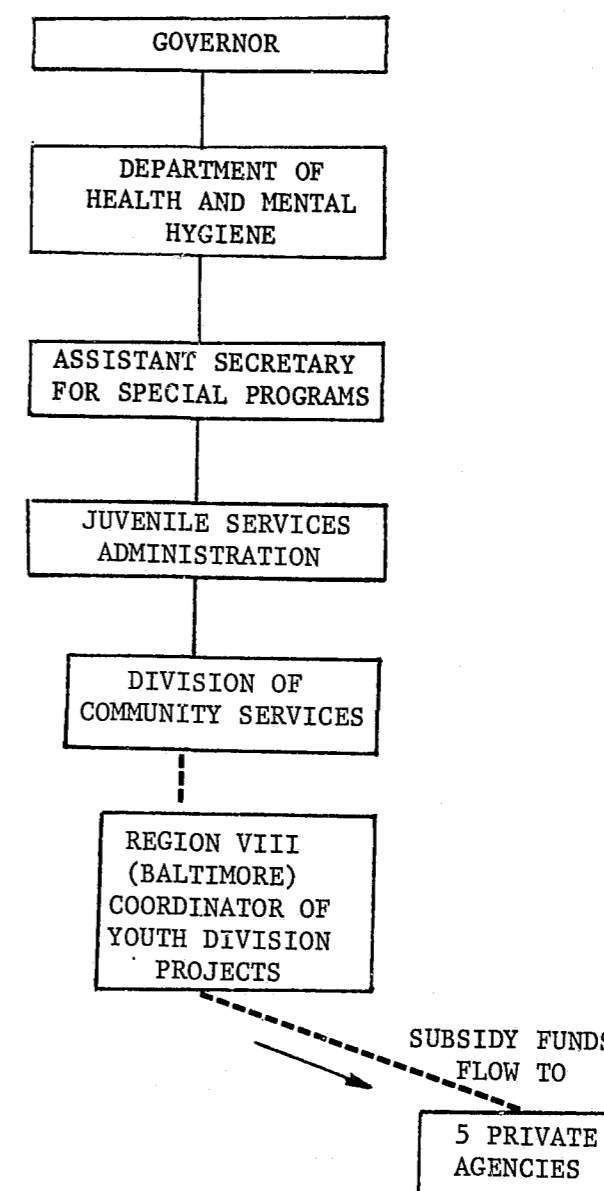 GOVERNOR
DEPARTMENT OF
HEALTH AND MENTAL
HYGIENE
ASSISTANT SECRETARY
FOR SPECIAL PROGRAMS
JUVENILE SERVICES
ADMINISTRATION
DIVISION OF
COMMUNITY SERVICES
REGION VIII
(BALTIMORE)
COORDINATOR OF
YOUTH DIVISION
PROJECTS
SUBSIDY FUNDS
FLOW TO
5 PRIVATE
AGENCIES